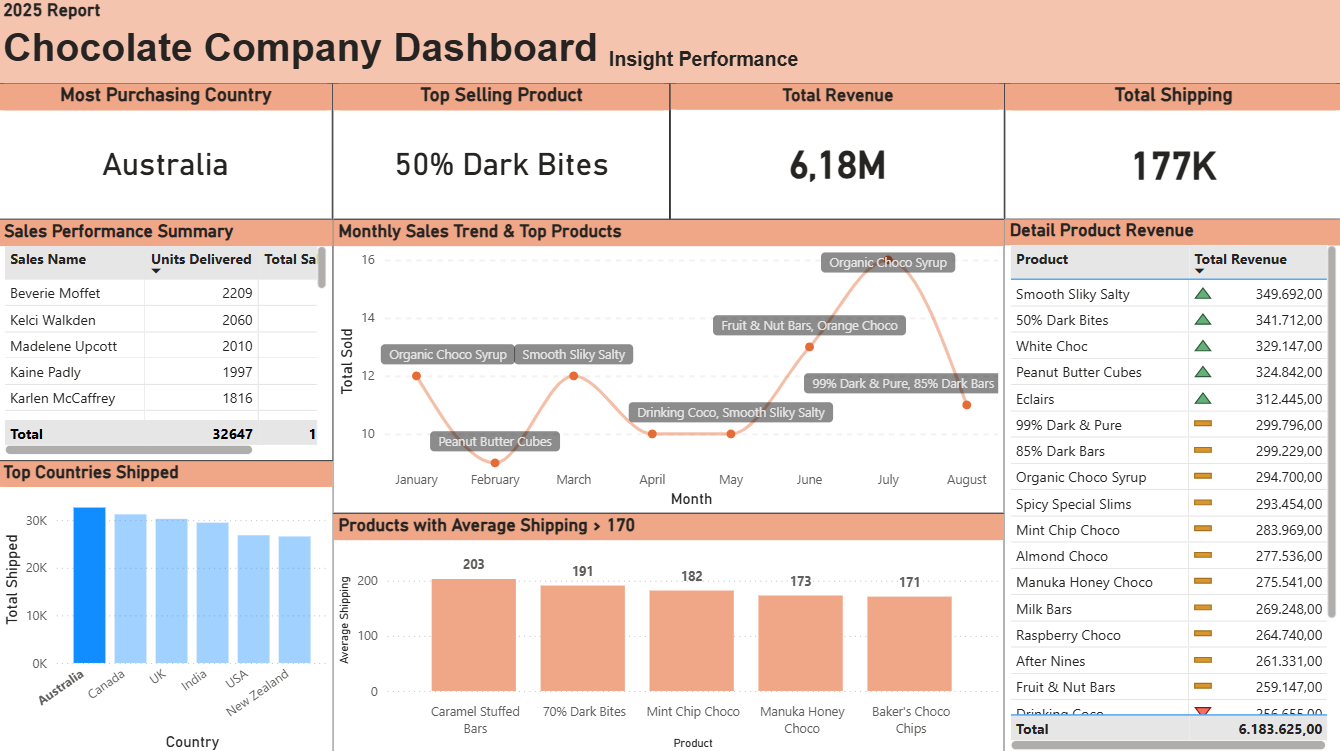 2025 Report
Chocolate Company Dashboard Insight Performance
Most Purchasing Country
Australia
Top Selling Product
50% Dark Bites
Total Revenue
6,18M
Total Shipping
177K
Sales Performance Summary
Sales Name Units Delivered Total Sa
Beverie Moffet 2209
Kelci Walkden 2060
Madelene Upcott 2010
Kaine Padly 1997
Karlen McCaffrey 1816
Total 32647 1
Top Countries Shipped
Total Shipped
30K
20K
10K
0K
Australia
Canada
UK
India
USA
New Zealand
Country
Monthly Sales Trend & Top Products
Total Sold
16
14
12
10
Organic Choco Syrup
Peanut Butter Cubes
Smooth Sliky Salty
Drinking Coco, Smooth Sliky Salty
Fruit & Nut Bars, Orange Choco
Organic Choco Syrup
99% Dark & Pure, 85% Dark Bars
January February March April May June July August
Month
Products with Average Shipping > 170
Average Shipping
200
100
0
203
191
182
173
171
Caramel Stuffed
Bars
70% Dark Bites
Mint Chip Choco
Manuka Honey
Choco
Baker's Choco
Chips
Product
Detail Product Revenue
Product Total Revenue
Smooth Sliky Salty 349.692,00
50% Dark Bites 341.712,00
White Choc 329.147,00
Peanut Butter Cubes 324.842,00
Eclairs 312.445,00
99% Dark & Pure 299.796,00
85% Dark Bars 299.229,00
Organic Choco Syrup 294.700,00
Spicy Special Slims 293.454,00
Mint Chip Choco 283.969,00
Almond Choco 277.536,00
Manuka Honey Choco 275.541,00
Milk Bars 269.248,00
Raspberry Choco 264.740,00
After Nines 261.331,00
Fruit & Nut Bars 259.147,00
Drinking Coco 256.655,00
Total 6.183.625,00